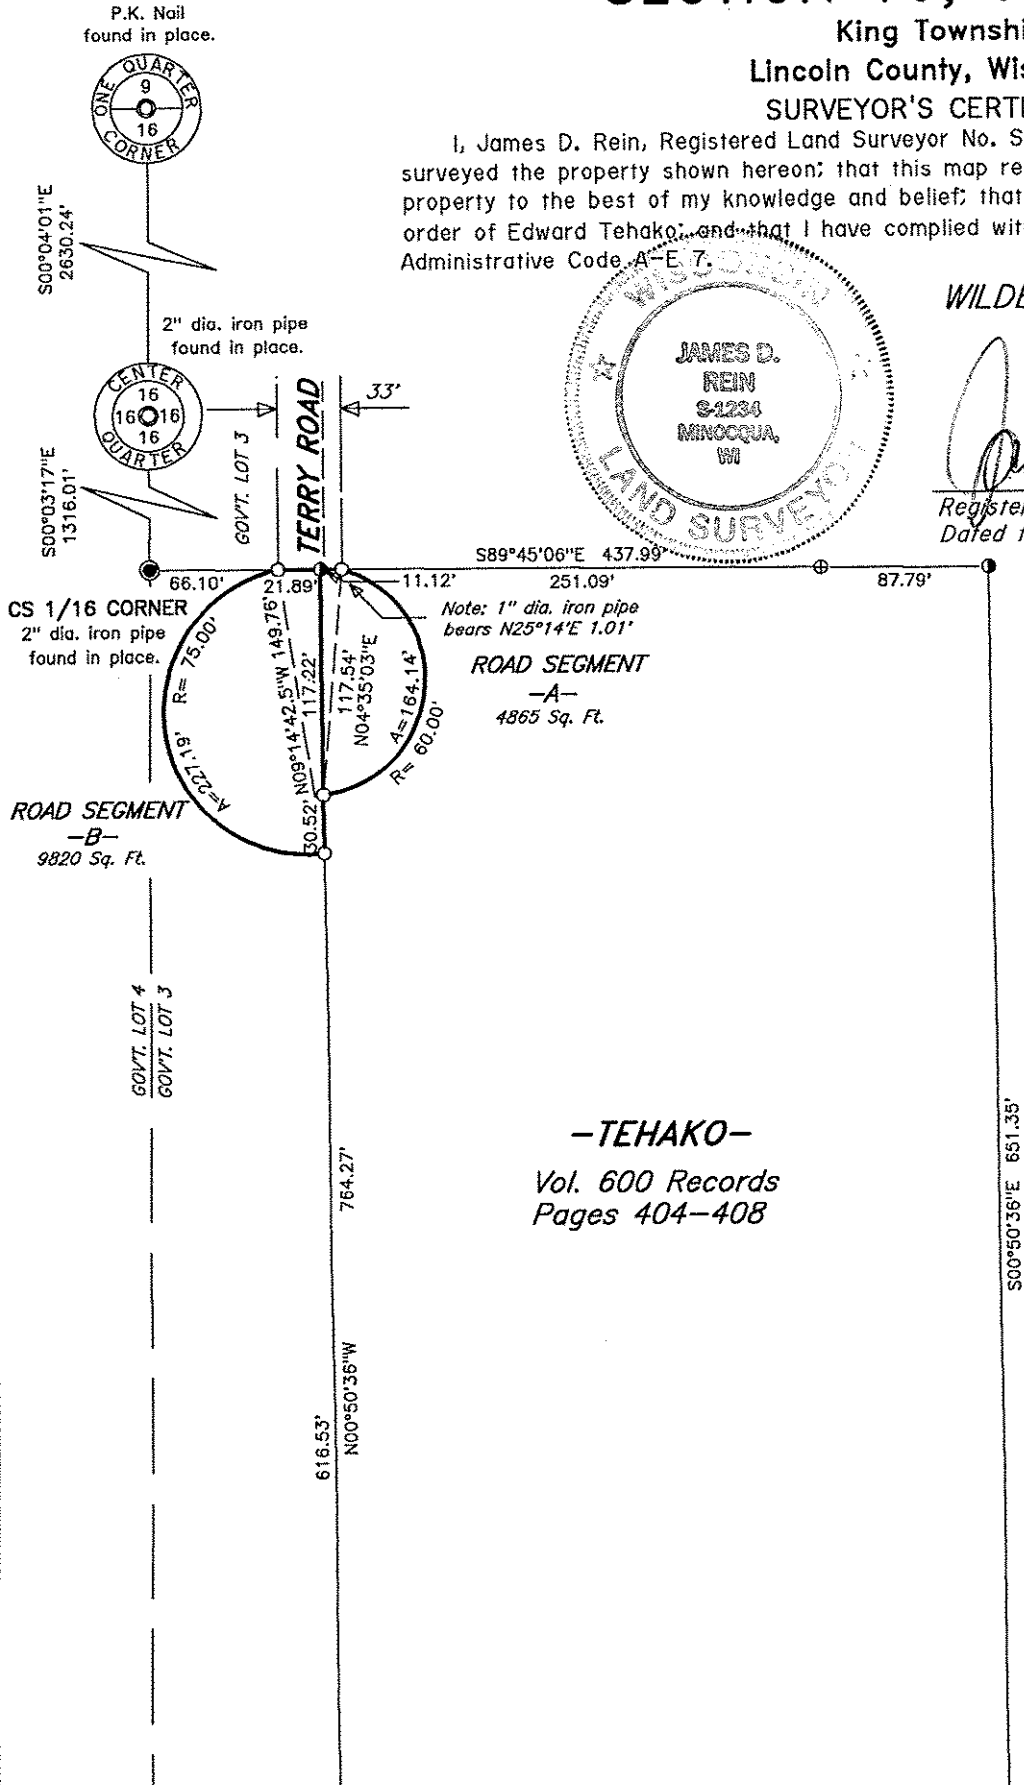 P.K. Nail
found in place.
King Townshi
Lincoln County, Wis
SURVEYOR'S CERTI
I, James D. Rein, Registered Land Surveyor No. S
surveyed the property shown hereon; that this map re
property to the best of my knowledge and belief; that
order of Edward Tehako; and that I have complied wit
Administrative Code A-E 7.
ONE QUARTER
CORNER
9
16
S00°04'01"E
2630.24'
2" dia. iron pipe
found in place.
CENTER
QUARTER
16
16 16
16
S00°03'17"E
1316.01'
GOV'T. LOT 3
TERRY ROAD
33'
WISCONSIN
LAND SURVEYOR
JAMES D.
REIN
S-1234
MINOCQUA,
WI
WILDE
Register
Dated t
S89°45'06"E 437.99'
66.10'
21.89'
11.12'
251.09'
87.79'
CS 1/16 CORNER
2" dia. iron pipe
found in place.
Note: 1" dia. iron pipe
bears N25°14'E 1.01'
R= 75.00'
A=227.19'
N09°14'42.5"W 149.76'
117.22'
117.54'
N04°35'03"E
A=164.14'
R= 60.00'
30.52'
ROAD SEGMENT
-A-
4865 Sq. Ft.
ROAD SEGMENT
-B-
9820 Sq. Ft.
GOV'T. LOT 4
GOV'T. LOT 3
-TEHAKO-
Vol. 600 Records
Pages 404-408
764.27'
616.53'
N00°50'36"W
S00°50'36"E 651.35'